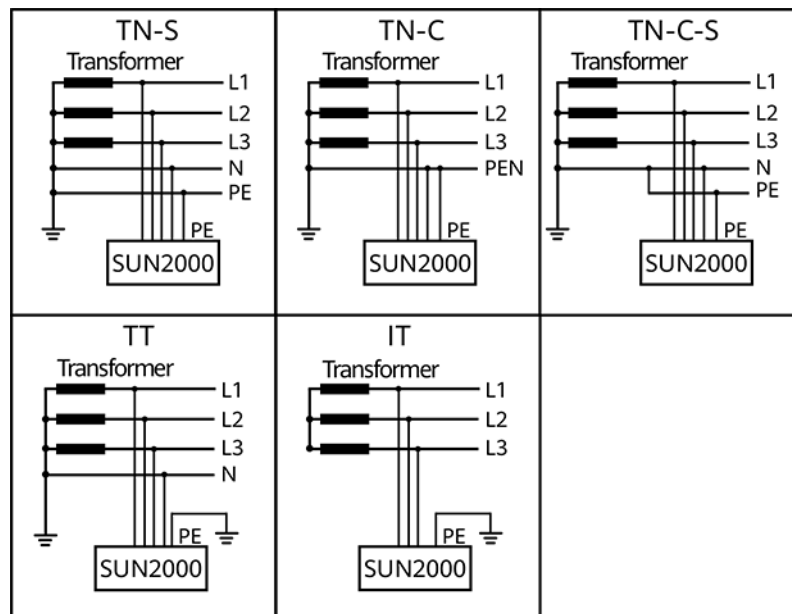 TN-S
Transformer
L1
L2
L3
N
PE
PE
SUN2000
TN-C
Transformer
L1
L2
L3
PEN
PE
SUN2000
TN-C-S
Transformer
L1
L2
L3
N
PE
PE
SUN2000
TT
Transformer
L1
L2
L3
N
PE
SUN2000
IT
Transformer
L1
L2
L3
PE
SUN2000